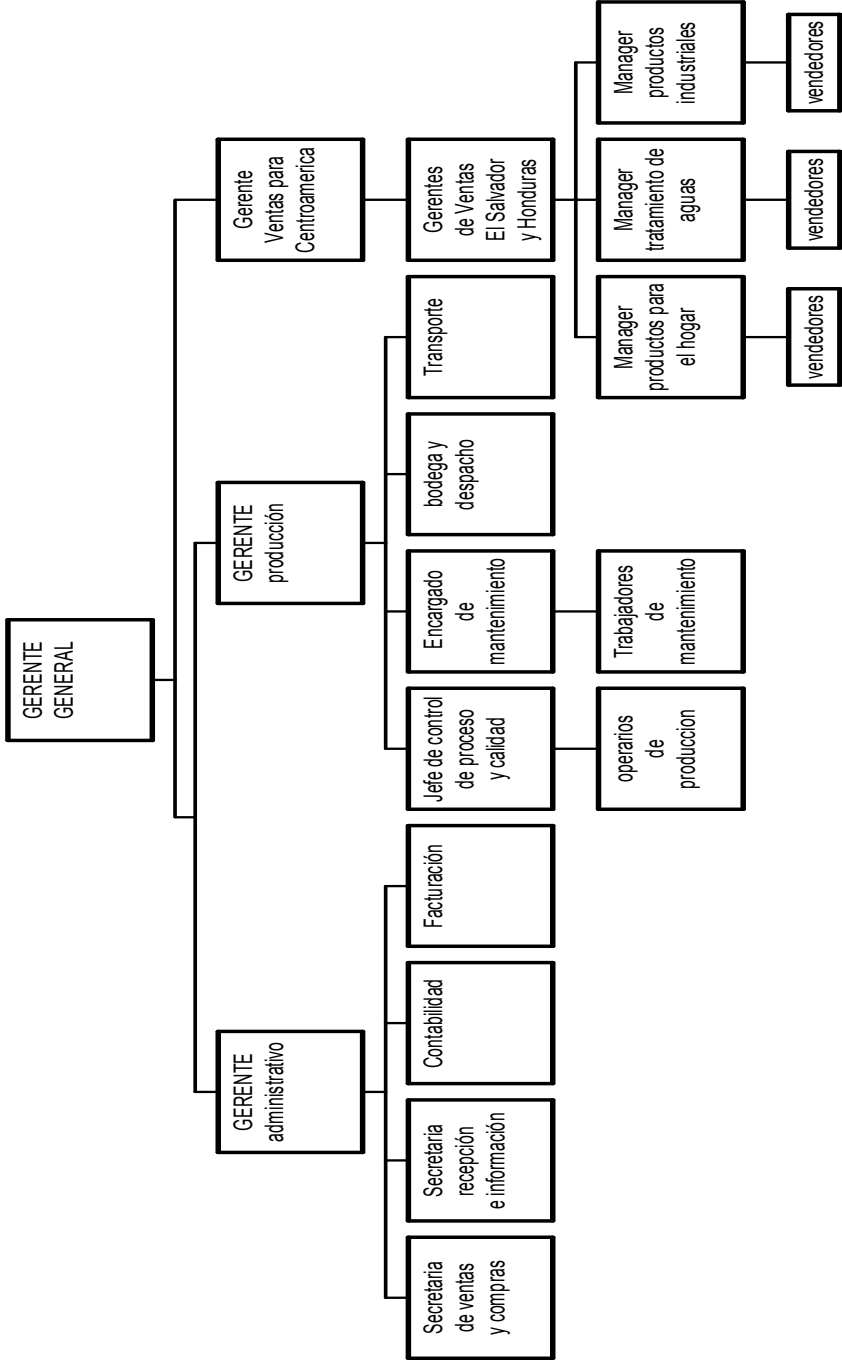 GERENTE
GENERAL
GERENTE
administrativo
GERENTE
producción
Gerente
Ventas para
Centroamerica
Secretaria
de ventas
y compras
Secretaria
recepción
e información
Contabilidad
Facturación
Jefe de control
de proceso
y calidad
Encargado
de
mantenimiento
bodega y
despacho
Transporte
Gerentes
de Ventas
El Salvador
y Honduras
operarios
de
produccion
Trabajadores
de
mantenimiento
Manager
productos para
el hogar
Manager
tratamiento de
aguas
Manager
productos
industriales
vendedores
vendedores
vendedores